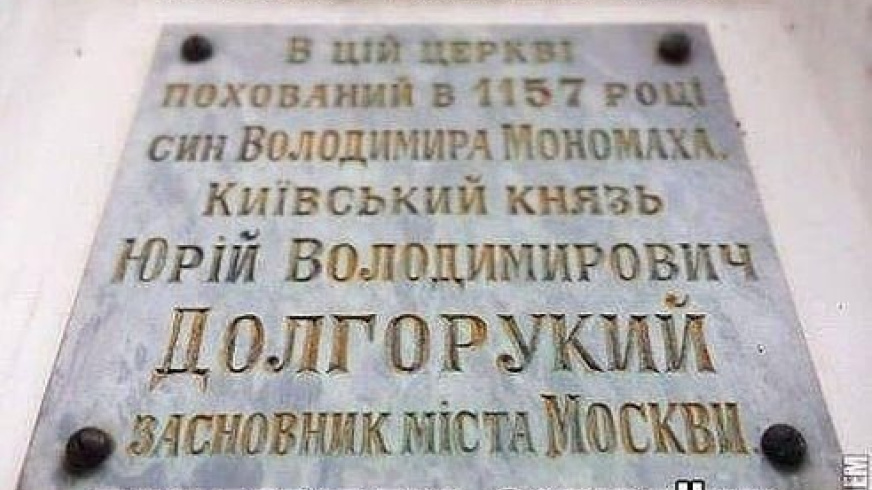 В ЦІЙ ЦЕРКВІ
ПОХОВАНИЙ В 1157 РОЦІ
СИН ВОЛОДИМИРА МОНОМАХА,
КИЇВСЬКИЙ КНЯЗЬ
ЮРІЙ ВОЛОДИМИРОВИЧ
ДОЛГОРУКИЙ
ЗАСНОВНИК МІСТА МОСКВИ.